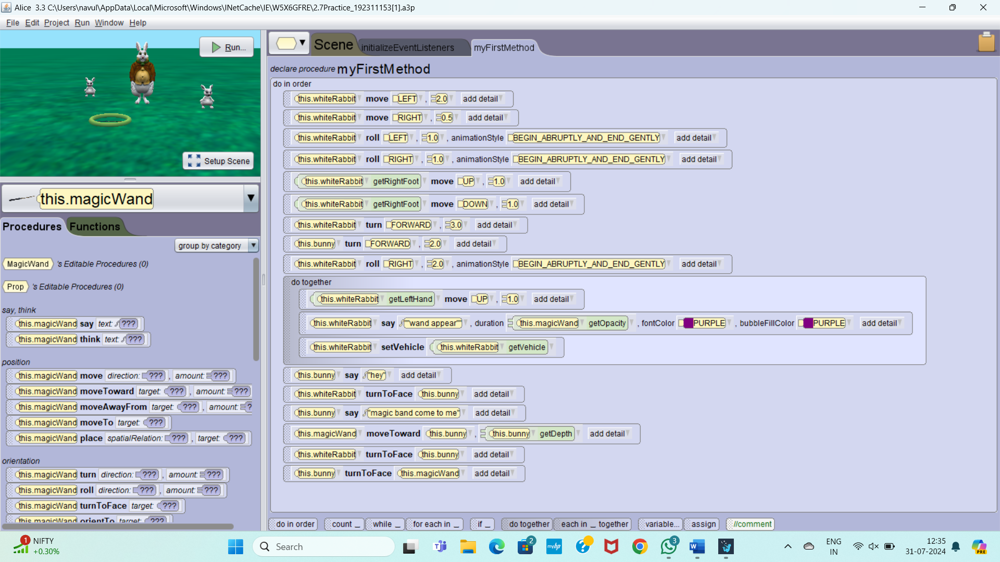 Alice 3.3 C:\Users\navul\AppData\Local\Microsoft\Windows\INetCache\IE\W5X6GFRE\2.7Practice_192311153[1].a3p
File Edit Project Run Window Help
Run...
Setup Scene
this.magicWand
Procedures Functions
group by category
MagicWand 's Editable Procedures (0)
Prop 's Editable Procedures (0)
say, think
this.magicWand say text: ???
this.magicWand think text: ???
position
this.magicWand move direction: ??? , amount: ???
this.magicWand moveToward target: ??? , amount: ???
this.magicWand moveAwayFrom target: ??? , amount: ?
this.magicWand moveTo target: ???
this.magicWand place spatialRelation: ??? , target: ???
orientation
this.magicWand turn direction: ??? , amount: ???
this.magicWand roll direction: ??? , amount: ???
this.magicWand turnToFace target: ???
this.magicWand orientTo target: ???
Scene initializeEventListeners myFirstMethod
declare procedure myFirstMethod
do in order
this.whiteRabbit move LEFT , 2.0 add detail
this.whiteRabbit move RIGHT , 0.5 add detail
this.whiteRabbit roll LEFT , 1.0 , animationStyle BEGIN_ABRUPTLY_AND_END_GENTLY add detail
this.whiteRabbit roll RIGHT , 1.0 , animationStyle BEGIN_ABRUPTLY_AND_END_GENTLY add detail
this.whiteRabbit getRightFoot move UP , 1.0 add detail
this.whiteRabbit getRightFoot move DOWN , 1.0 add detail
this.whiteRabbit turn FORWARD , 3.0 add detail
this.bunny turn FORWARD , 2.0 add detail
this.whiteRabbit roll RIGHT , 2.0 , animationStyle BEGIN_ABRUPTLY_AND_END_GENTLY add detail
do together
this.whiteRabbit getLeftHand move UP , 1.0 add detail
this.whiteRabbit say ""wand appear"" , duration this.magicWand getOpacity , fontColor PURPLE , bubbleFillColor PURPLE add detail
this.whiteRabbit setVehicle this.whiteRabbit getVehicle
this.bunny say "hey" add detail
this.whiteRabbit turnToFace this.bunny add detail
this.bunny say "magic band come to me" add detail
this.magicWand moveToward this.bunny , this.bunny getDepth add detail
this.whiteRabbit turnToFace this.bunny add detail
this.bunny turnToFace this.magicWand add detail
do in order count _ while _ for each in _ if _ do together each in _ together variable... assign //comment
1 NIFTY
+0.30%
Search
2
myhp
3
ENG
IN
12:35
31-07-2024
PRE